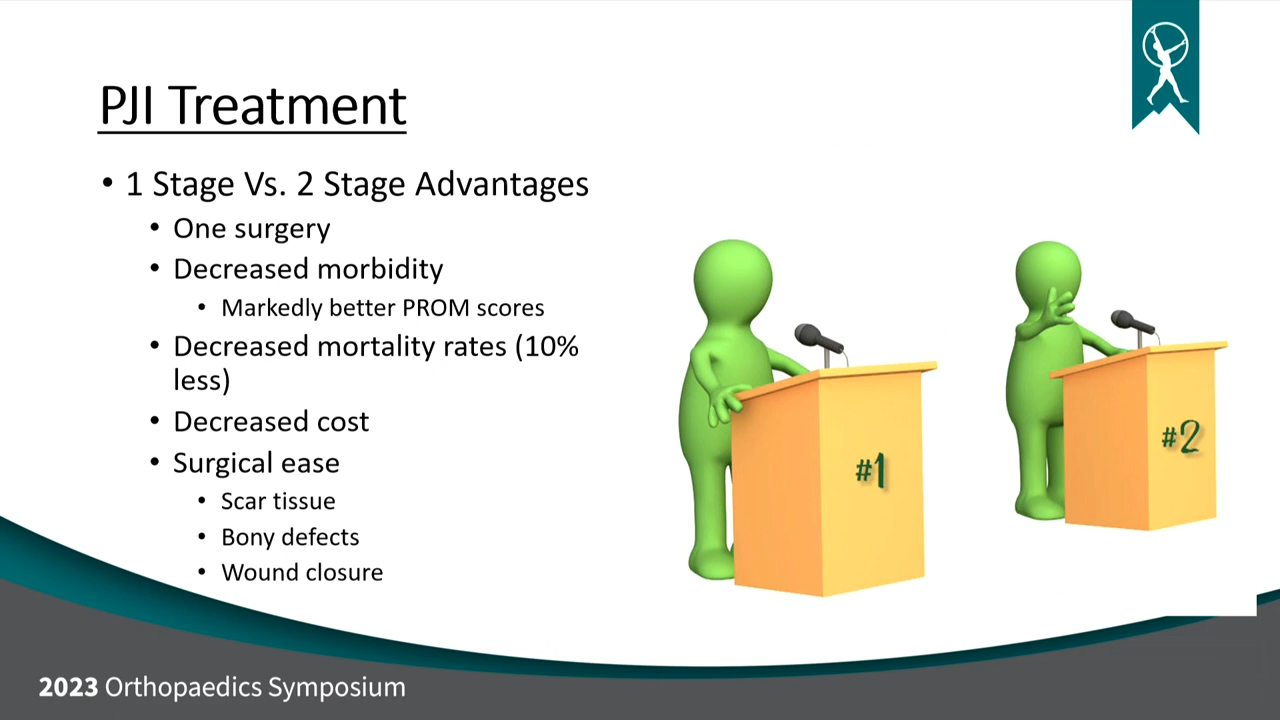 PJI Treatment
• 1 Stage Vs. 2 Stage Advantages
• One surgery
• Decreased morbidity
• Markedly better PROM scores
• Decreased mortality rates (10%
less)
• Decreased cost
• Surgical ease
• Scar tissue
• Bony defects
• Wound closure
#1
#2
2023 Orthopaedics Symposium